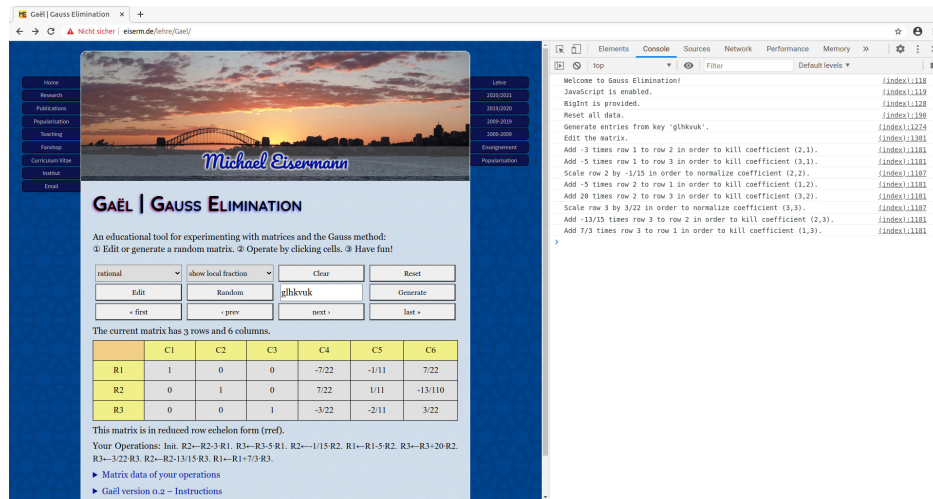 Gaël | Gauss Elimination × +
Nicht sicher | eiserm.de/lehre/Gael/
Home
Research
Publications
Popularisation
Teaching
Fanshop
Curriculum Vitae
Institut
Email
Michael Eisermann
Lehre
2020/2021
2019/2020
2009-2019
2000-2009
Enseignement
Popularisation
GAËL | GAUSS ELIMINATION
An educational tool for experimenting with matrices and the Gauss method:
① Edit or generate a random matrix. ② Operate by clicking cells. ③ Have fun!
rational show local fraction Clear Reset
Edit Random glhkvuk Generate
« first ‹ prev next › last »
The current matrix has 3 rows and 6 columns.
C1 C2 C3 C4 C5 C6
R1 1 0 0 -7/22 -1/11 7/22
R2 0 1 0 7/22 1/11 -13/110
R3 0 0 1 -3/22 -2/11 3/22
This matrix is in reduced row echelon form (rref).
Your Operations: Init. R2←R2-3·R1. R3←R3-5·R1. R2←-1/15·R2. R1←R1-5·R2. R3←R3+20·R2.
R3←3/22·R3. R2←R2-13/15·R3. R1←R1+7/3·R3.
▶ Matrix data of your operations
▶ Gaël version 0.2 – Instructions
Elements Console Sources Network Performance Memory »
top Filter Default levels ▼
Welcome to Gauss Elimination! (index):118
JavaScript is enabled. (index):119
BigInt is provided. (index):128
Reset all data. (index):190
Generate entries from key 'glhkvuk'. (index):1274
Edit the matrix. (index):1301
Add -3 times row 1 to row 2 in order to kill coefficient (2,1). (index):1181
Add -5 times row 1 to row 3 in order to kill coefficient (3,1). (index):1181
Scale row 2 by -1/15 in order to normalize coefficient (2,2). (index):1107
Add -5 times row 2 to row 1 in order to kill coefficient (1,2). (index):1181
Add 20 times row 2 to row 3 in order to kill coefficient (3,2). (index):1181
Scale row 3 by 3/22 in order to normalize coefficient (3,3). (index):1107
Add -13/15 times row 3 to row 2 in order to kill coefficient (2,3). (index):1181
Add 7/3 times row 3 to row 1 in order to kill coefficient (1,3). (index):1181